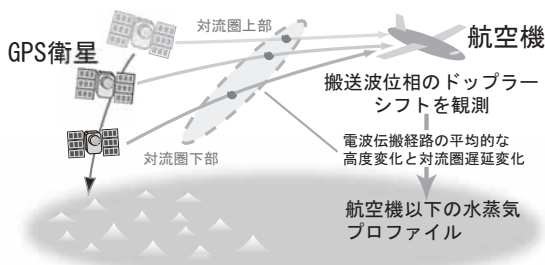 対流圏上部
GPS衛星
航空機
搬送波位相のドップラー
シフトを観測
電波伝搬経路の平均的な
高度変化と対流圏遅延変化
対流圏下部
航空機以下の水蒸気
プロファイル